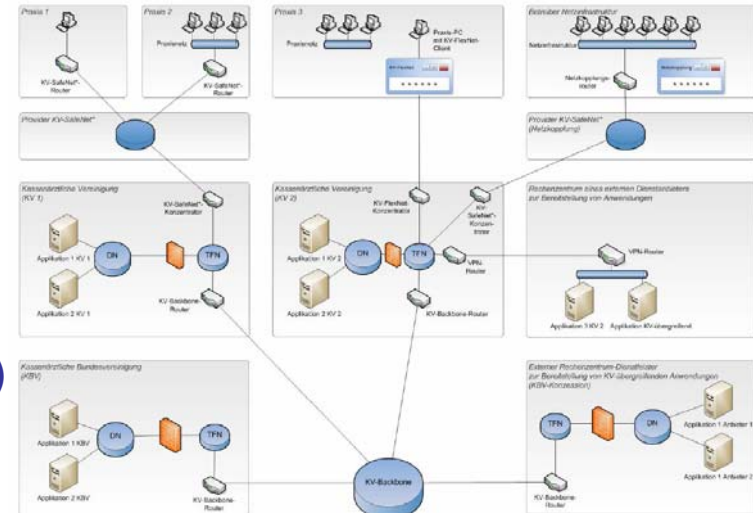 Praxis 1
Praxis 2
Praxisnetz
KV-SafeNet*-
Router
KV-SafeNet*-
Router
Praxis 3
Praxisnetz
Praxis-PC
mit KV-FlexNet-
Client
Betreiber Netzinfrastruktur
Netzinfrastruktur
Netzkopplung
Netzkopplungs-
router
Provider KV-SafeNet*
Provider KV-SafeNet*
(Netzkopplung)
Kassenärztliche Vereinigung
(KV 1)
KV-SafeNet*-
Konzentrator
Applikation 1 KV 1
DN
TFN
Applikation 2 KV 1
KV-Backbone-
Router
Kassenärztliche Vereinigung
(KV 2)
KV-FlexNet-
Konzentrator
KV-
SafeNet*-
Konzen-
trator
Applikation 1 KV 2
DN
TFN
VPN-
Router
Applikation 2 KV 2
KV-Backbone-Router
Rechenzentrum eines externen Dienstanbieters
zur Bereitstellung von Anwendungen
VPN-Router
Applikation 3 KV 2
Applikation KV-übergreifend
Kassenärztliche Bundesvereinigung
(KBV)
Applikation 1 KBV
DN
TFN
Applikation 2 KBV
KV-Backbone-
Router
KV-Backbone
Externer Rechenzentrum-Dienstleister
zur Bereitstellung von KV-übergreifenden Anwendungen
(KBV-Konzession)
TFN
DN
Applikation 1 Anbieter 1
Applikation 1 Anbieter 2
KV-Backbone-
Router